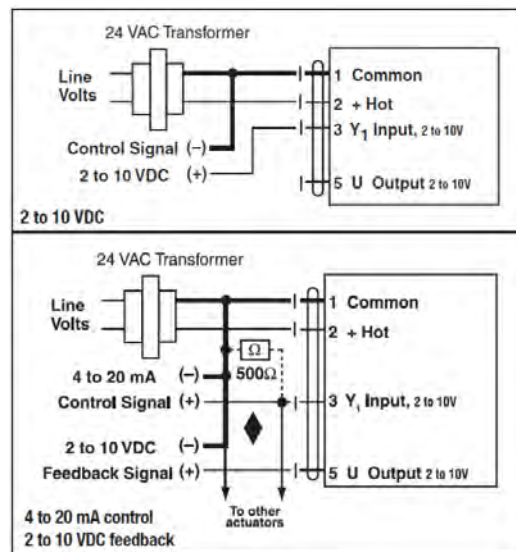 24 VAC Transformer
Line
Volts
1 Common
2 + Hot
3 Y1 Input, 2 to 10V
Control Signal (-)
2 to 10 VDC (+)
5 U Output 2 to 10V
2 to 10 VDC
24 VAC Transformer
Line
Volts
1 Common
2 + Hot
Ω
500Ω
4 to 20 mA (-)
Control Signal (+)
3 Y1 Input, 2 to 10V
2 to 10 VDC (-)
Feedback Signal (+)
5 U Output 2 to 10V
To other
actuators
4 to 20 mA control
2 to 10 VDC feedback